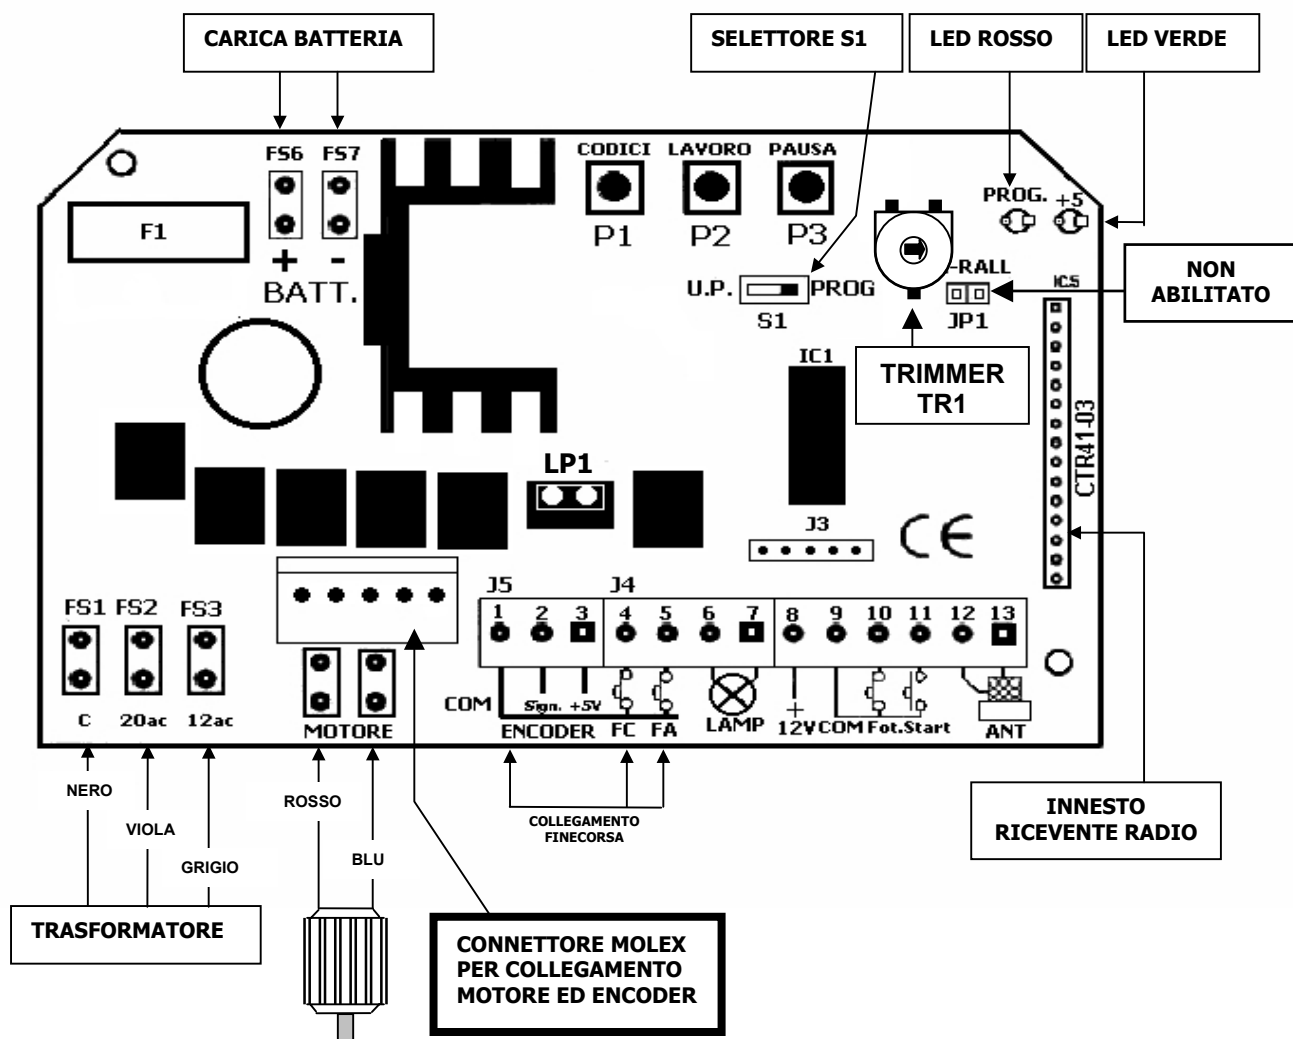 CARICA BATTERIA
SELETTORE S1
LED ROSSO
LED VERDE
FS6 FS7
CODICI LAVORO PAUSA
PROG. +5
F1
P1 P2 P3
+ -
BATT.
-RALL
NON
ABILITATO
U.P. PROG
S1
JP1
IC5
IC1
TRIMMER
TR1
CTR41-03
LP1
J3
CE
J5 J4
FS1 FS2 FS3
1 2 3 4 5 6 7 8 9 10 11 12 13
C 20ac 12ac
MOTORE
COM
Sign. +5V
ENCODER FC FA
LAMP
+
12V COM Fot. Start
ANT
NERO
VIOLA
GRIGIO
ROSSO
BLU
COLLEGAMENTO
FINECORSA
INNESTO
RICEVENTE RADIO
TRASFORMATORE
CONNETTORE MOLEX
PER COLLEGAMENTO
MOTORE ED ENCODER